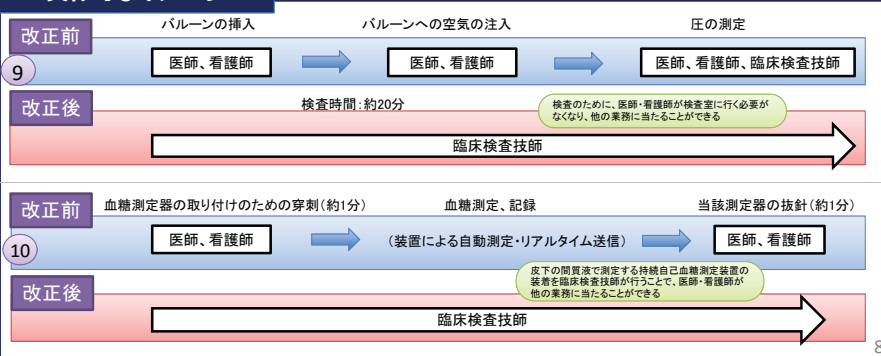 バルーンの挿入
バルーンへの空気の注入
圧の測定
改正前
9
医師、看護師
医師、看護師
医師、看護師、臨床検査技師
改正後
検査時間：約20分
検査のために、医師・看護師が検査室に行く必要が
なくなり、他の業務に当たることができる
臨床検査技師
改正前
血糖測定器の取り付けのための穿刺（約1分）
血糖測定、記録
当該測定器の抜針（約1分）
10
医師、看護師
（装置による自動測定・リアルタイム送信）
医師、看護師
改正後
皮下の間質液で測定する持続自己血糖測定装置の
装着を臨床検査技師が行うことで、医師・看護師が
他の業務に当たることができる
臨床検査技師
8